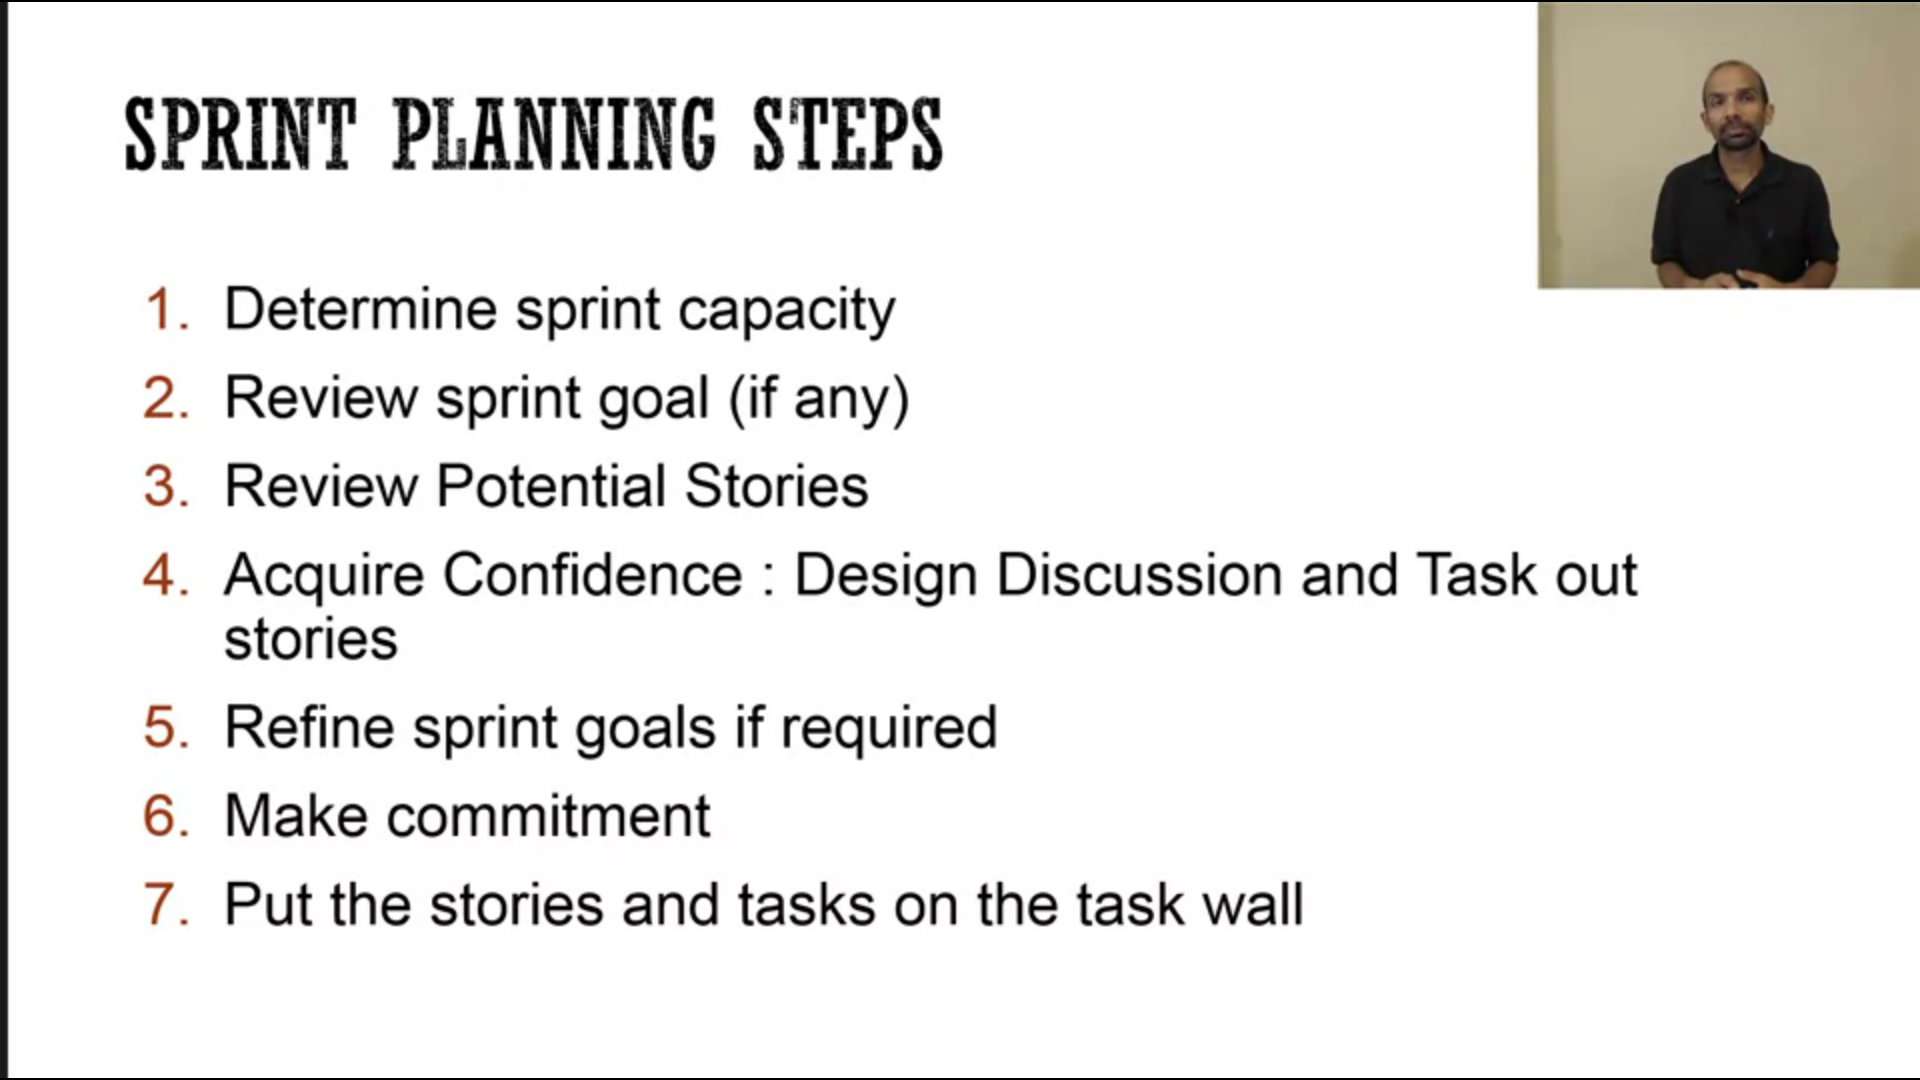 SPRINT PLANNING STEPS
1. Determine sprint capacity
2. Review sprint goal (if any)
3. Review Potential Stories
4. Acquire Confidence : Design Discussion and Task out
stories
5. Refine sprint goals if required
6. Make commitment
7. Put the stories and tasks on the task wall